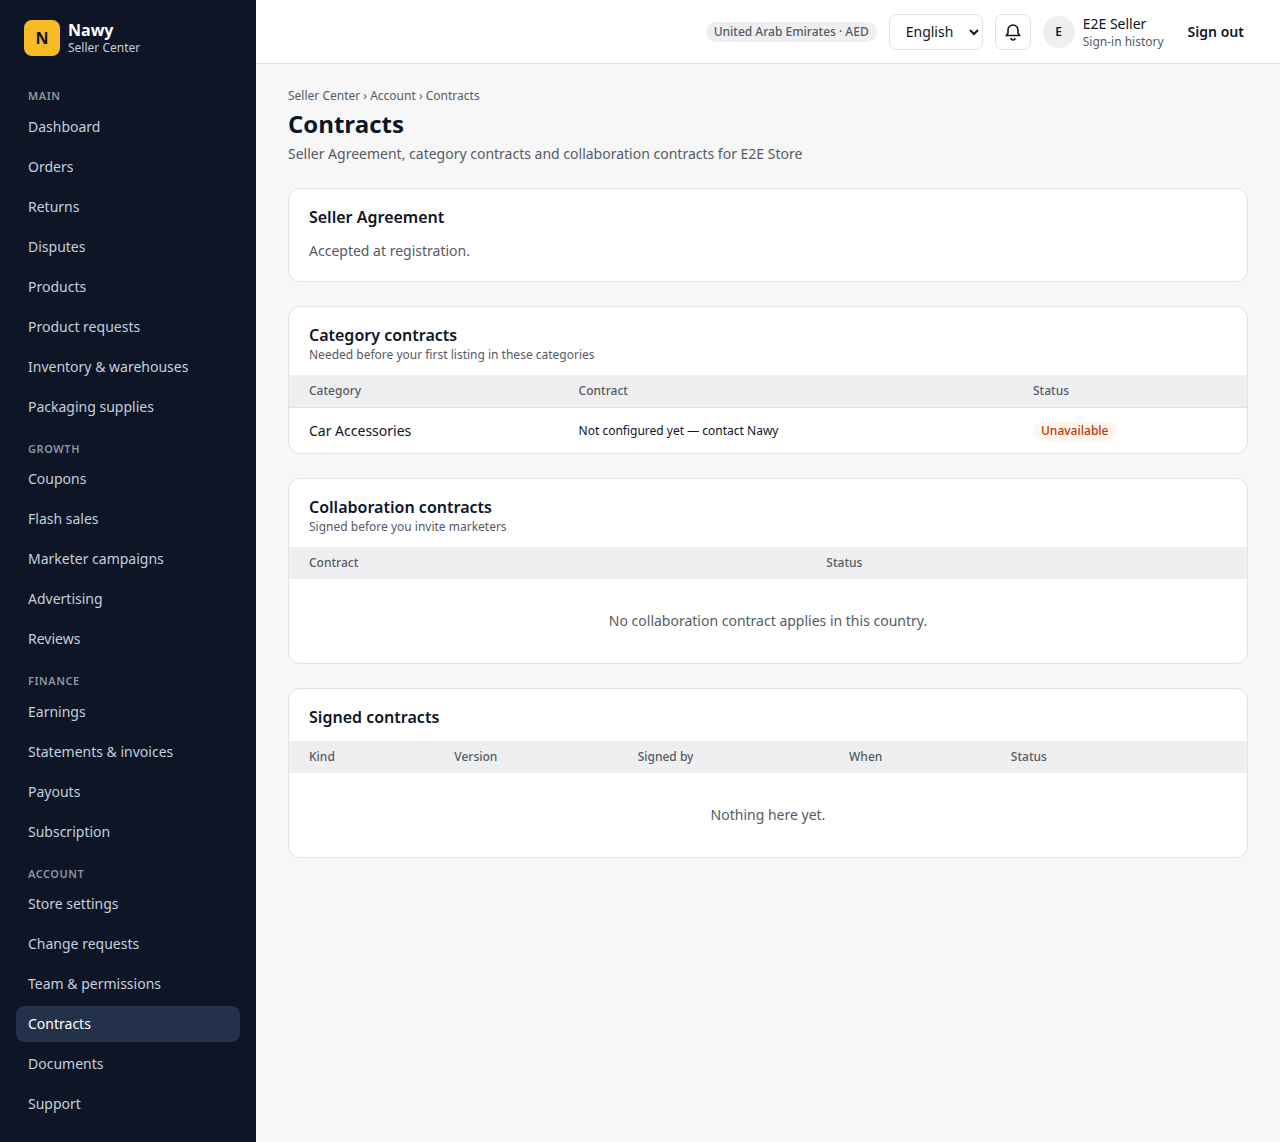 N
Nawy
Seller Center
MAIN
Dashboard
Orders
Returns
Disputes
Products
Product requests
Inventory & warehouses
Packaging supplies
GROWTH
Coupons
Flash sales
Marketer campaigns
Advertising
Reviews
FINANCE
Earnings
Statements & invoices
Payouts
Subscription
ACCOUNT
Store settings
Change requests
Team & permissions
Contracts
Documents
Support
United Arab Emirates · AED
English
E
E2E Seller
Sign-in history
Sign out
Seller Center › Account › Contracts
Contracts
Seller Agreement, category contracts and collaboration contracts for E2E Store
Seller Agreement
Accepted at registration.
Category contracts
Needed before your first listing in these categories
Category Contract Status
Car Accessories Not configured yet — contact Nawy Unavailable
Collaboration contracts
Signed before you invite marketers
Contract Status
No collaboration contract applies in this country.
Signed contracts
Kind Version Signed by When Status
Nothing here yet.